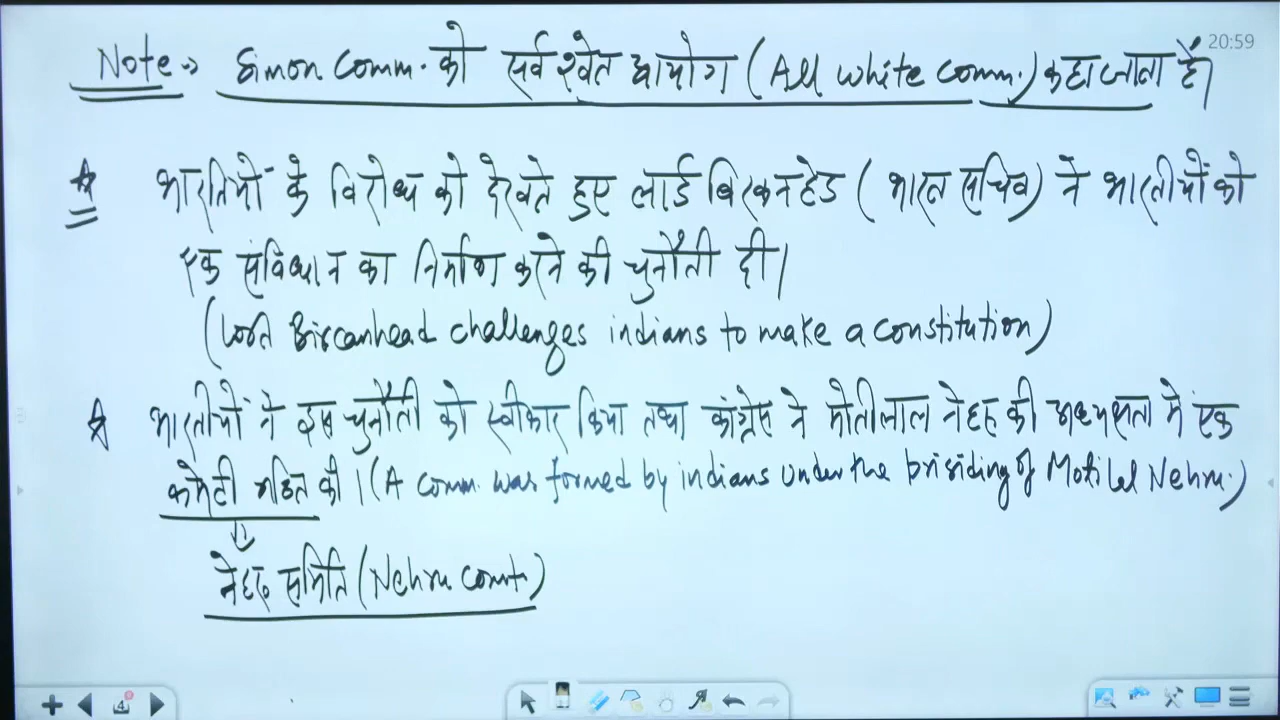 20:59
Note:⇒ Simon Comm. को सर्व श्वेत आयोग (All white comm.) कहा जाता है।
☆ भारतियों के विरोध को देखते हुए लार्ड बिरकनहेड (भारत सचिव) ने भारतीयों को
एक संविधान का निर्माण करने की चुनौती दी।
(Lord Bircanhead challenges indians to make a constitution)
☆ भारतीयों ने इस चुनौती को स्वीकार किया तथा कांग्रेस ने मोतीलाल नेहरू की अध्यक्षता में एक
कमेटी गठित की। (A comm. was formed by indians under the prisiding of Motilal Nehru.)
⇓
नेहरू समिति (Nehru comt.)
4